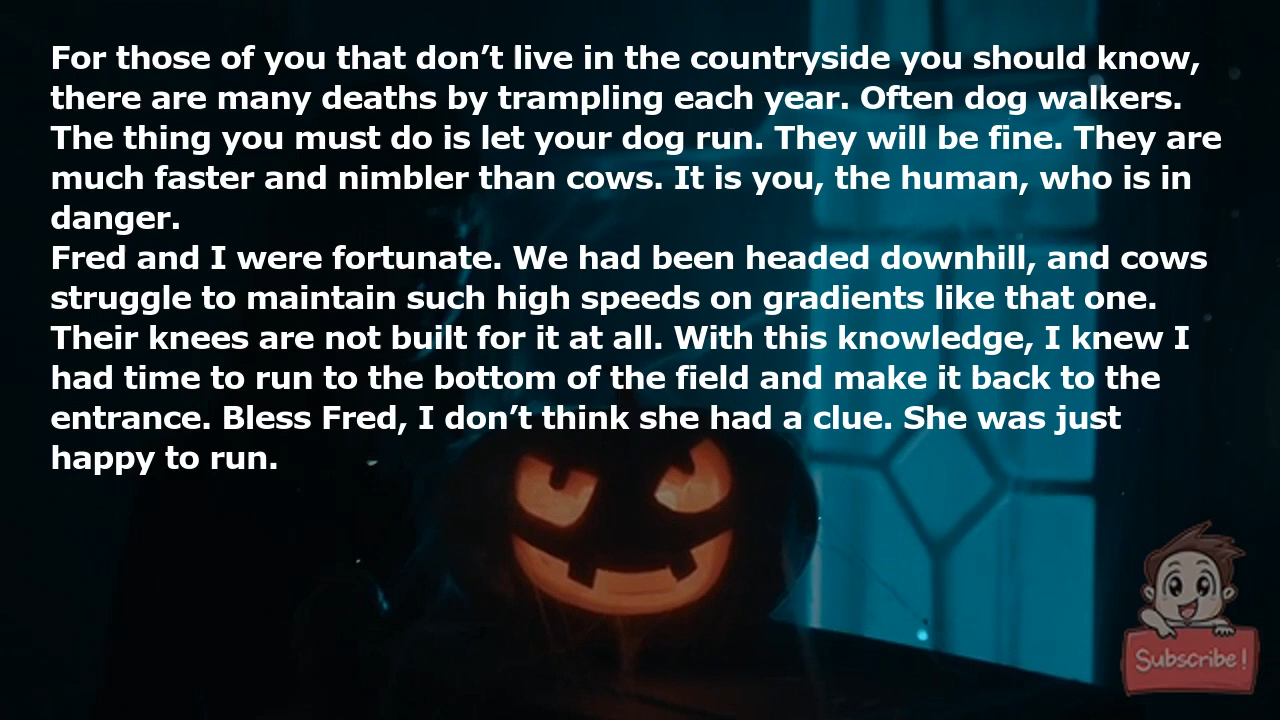 For those of you that don’t live in the countryside you should know,
there are many deaths by trampling each year. Often dog walkers.
The thing you must do is let your dog run. They will be fine. They are
much faster and nimbler than cows. It is you, the human, who is in
danger.
Fred and I were fortunate. We had been headed downhill, and cows
struggle to maintain such high speeds on gradients like that one.
Their knees are not built for it at all. With this knowledge, I knew I
had time to run to the bottom of the field and make it back to the
entrance. Bless Fred, I don’t think she had a clue. She was just
happy to run.
Subscribe!